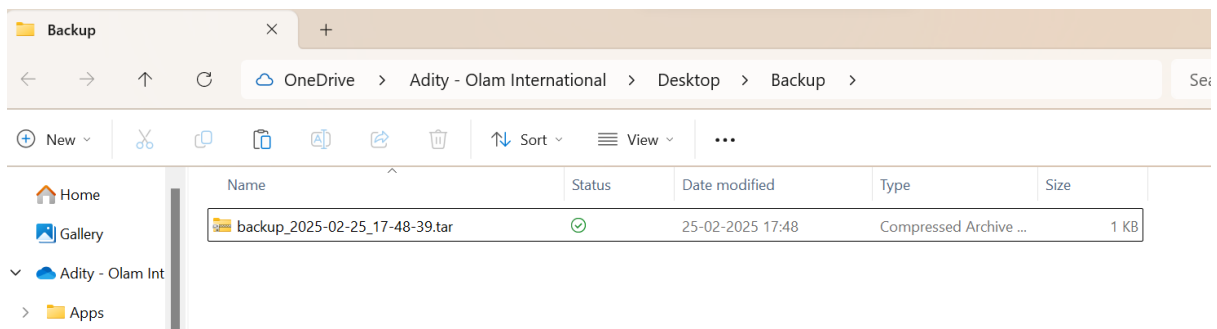 Backup
OneDrive > Adity - Olam International > Desktop > Backup >
Sea
New
Sort
View
Home
Gallery
Adity - Olam Int
Apps
Name Status Date modified Type Size
backup_2025-02-25_17-48-39.tar 25-02-2025 17:48 Compressed Archive ... 1 KB